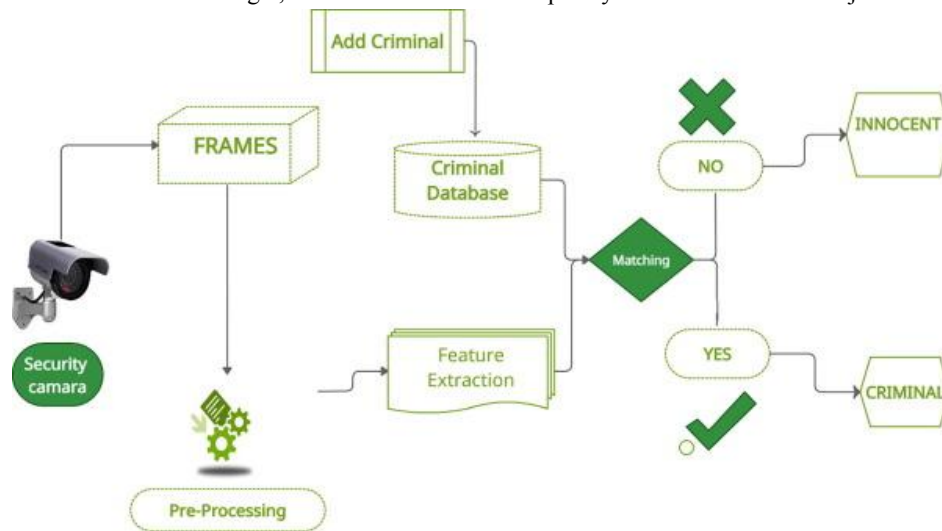 Add Criminal
FRAMES
Criminal
Database
INNOCENT
NO
Matching
Security
camara
Feature
Extraction
YES
CRIMINAL
Pre-Processing